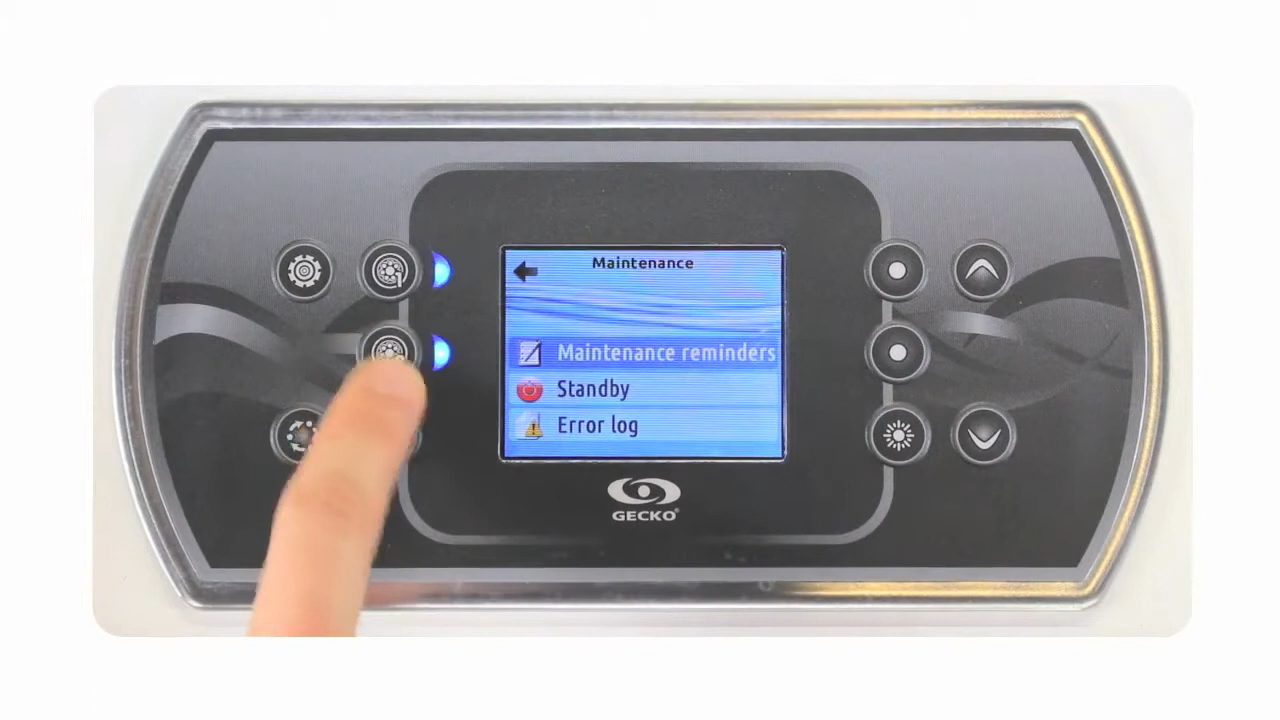 Maintenance
Maintenance reminders
Standby
Error log
GECKO®